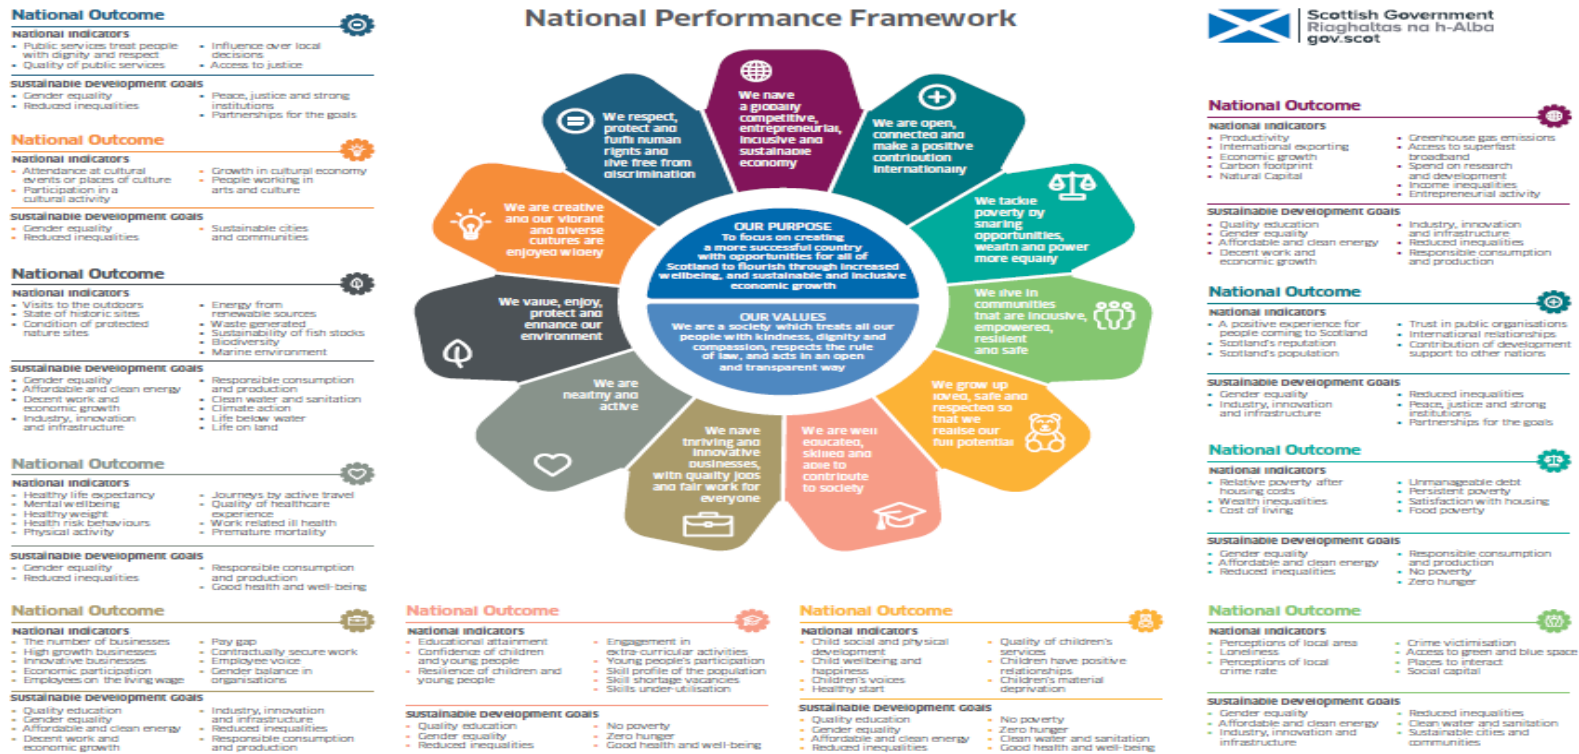 National Performance Framework
Scottish Government
Riaghaltas na h-Alba
gov.scot
National Outcome
National Indicators
• Public services treat people
with dignity and respect
• Quality of public services
• Influence over local
decisions
• Access to justice
Sustainable Development Goals
• Gender equality
• Reduced inequalities
• Peace, justice and strong
institutions
• Partnerships for the goals
National Outcome
National Indicators
• Attendance at cultural
events or places of culture
• Participation in a
cultural activity
• Growth in cultural economy
• People working in
arts and culture
Sustainable Development Goals
• Gender equality
• Reduced inequalities
• Sustainable cities
and communities
National Outcome
National Indicators
• Visits to the outdoors
• State of historic sites
• Condition of protected
nature sites
• Energy from
renewable sources
• Waste generated
• Sustainability of fish stocks
• Biodiversity
• Marine environment
Sustainable Development Goals
• Gender equality
• Affordable and clean energy
• Decent work and
economic growth
• Industry, innovation
and infrastructure
• Responsible consumption
and production
• Clean water and sanitation
• Climate action
• Life below water
• Life on land
National Outcome
National Indicators
• Healthy life expectancy
• Mental wellbeing
• Healthy weight
• Health risk behaviours
• Physical activity
• Journeys by active travel
• Quality of healthcare
experience
• Work related ill health
• Premature mortality
Sustainable Development Goals
• Gender equality
• Reduced inequalities
• Responsible consumption
and production
• Good health and well-being
We have
a globally
competitive,
entrepreneurial,
inclusive and
sustainable
economy
We are open,
connected and
make a positive
contribution
internationally
We tackle
poverty by
sharing
opportunities,
wealth and power
more equally
We live in
communities
that are inclusive,
empowered,
resilient
and safe
We grow up
loved, safe and
respected so
that we
realise our
full potential
We are well
educated,
skilled and
able to
contribute
to society
We have
thriving and
innovative
businesses,
with quality jobs
and fair work for
everyone
We are
healthy and
active
We value, enjoy,
protect and
enhance our
environment
We are creative
and our vibrant
and diverse
cultures are
enjoyed widely
We respect,
protect and
fulfil human
rights and
live free from
discrimination
OUR PURPOSE
To focus on creating
a more successful country
with opportunities for all of
Scotland to flourish through increased
wellbeing, and sustainable and inclusive
economic growth
OUR VALUES
We are a society which treats all our
people with kindness, dignity and
compassion, respects the rule
of law, and acts in an open
and transparent way
National Outcome
National Indicators
• Productivity
• International exporting
• Economic growth
• Carbon footprint
• Natural Capital
• Greenhouse gas emissions
• Access to superfast
broadband
• Spend on research
and development
• Income inequalities
• Entrepreneurial activity
Sustainable Development Goals
• Quality education
• Gender equality
• Affordable and clean energy
• Decent work and
economic growth
• Industry, innovation
and infrastructure
• Reduced inequalities
• Responsible consumption
and production
National Outcome
National Indicators
• A positive experience for
people coming to Scotland
• Scotland's reputation
• Scotland's population
• Trust in public organisations
• International relationships
• Contribution of development
support to other nations
Sustainable Development Goals
• Gender equality
• Industry, innovation
and infrastructure
• Reduced inequalities
• Peace, justice and strong
institutions
• Partnerships for the goals
National Outcome
National Indicators
• Relative poverty after
housing costs
• Wealth inequalities
• Cost of living
• Unmanageable debt
• Persistent poverty
• Satisfaction with housing
• Food poverty
Sustainable Development Goals
• Gender equality
• Affordable and clean energy
• Reduced inequalities
• Responsible consumption
and production
• No poverty
• Zero hunger
National Outcome
National Indicators
• The number of businesses
• High growth businesses
• Innovative businesses
• Economic participation
• Employees on the living wage
• Pay gap
• Contractually secure work
• Employee voice
• Gender balance in
organisations
Sustainable Development Goals
• Quality education
• Gender equality
• Affordable and clean energy
• Decent work and
economic growth
• Industry, innovation
and infrastructure
• Reduced inequalities
• Responsible consumption
and production
National Outcome
National Indicators
• Educational attainment
• Confidence of children
and young people
• Resilience of children and
young people
• Engagement in
extra-curricular activities
• Young people's participation
• Skill profile of the population
• Skill shortage vacancies
• Skills under-utilisation
Sustainable Development Goals
• Quality education
• Gender equality
• Reduced inequalities
• No poverty
• Zero hunger
• Good health and well-being
National Outcome
National Indicators
• Child social and physical
development
• Child wellbeing and
happiness
• Children's voices
• Healthy start
• Quality of children's
services
• Children have positive
relationships
• Children's material
deprivation
Sustainable Development Goals
• Quality education
• Gender equality
• Affordable and clean energy
• Reduced inequalities
• No poverty
• Zero hunger
• Clean water and sanitation
• Good health and well-being
National Outcome
National Indicators
• Perceptions of local area
• Loneliness
• Perceptions of local
crime rate
• Crime victimisation
• Access to green and blue space
• Places to interact
• Social capital
Sustainable Development Goals
• Gender equality
• Affordable and clean energy
• Industry, innovation and
infrastructure
• Reduced inequalities
• Clean water and sanitation
• Sustainable cities and
communities